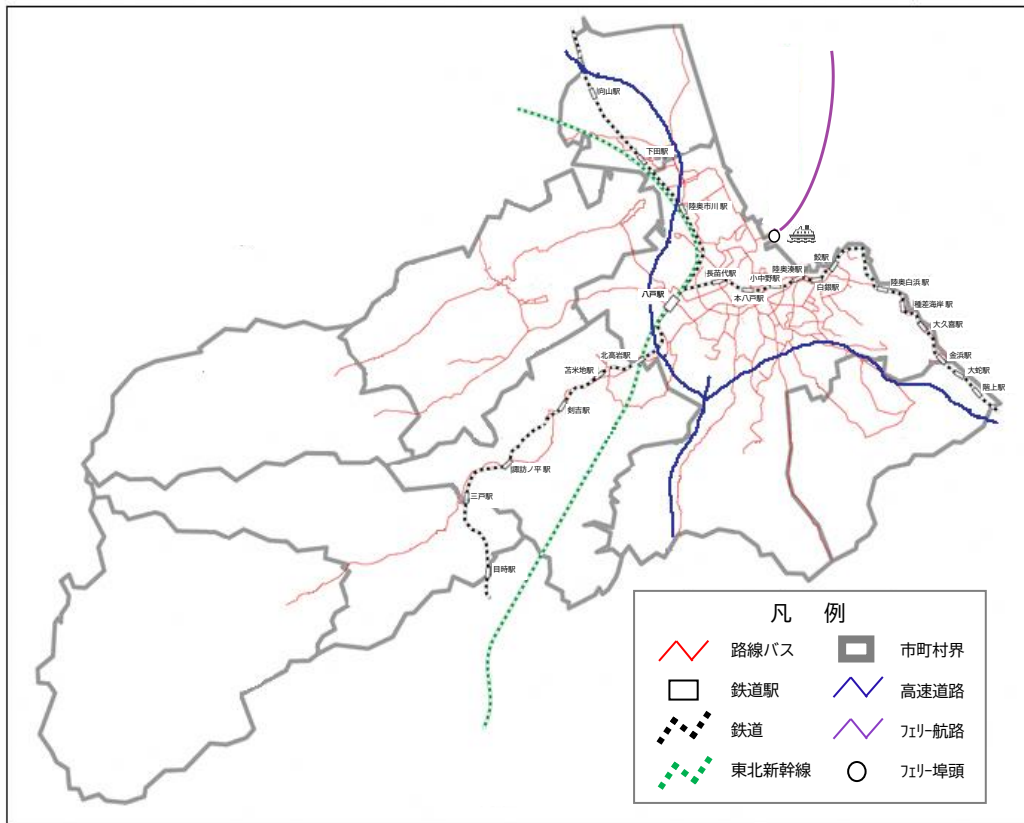 向山駅
下田駅
陸奥市川 駅
鮫駅
陸奥湊駅
小中野駅
長苗代駅
白銀駅
陸奥白浜 駅
八戸駅
本八戸駅
種差海岸 駅
大久喜駅
北高岩駅
金浜駅
苫米地駅
大蛇駅
階上駅
剣吉駅
諏訪ノ平 駅
三戸駅
目時駅
凡 例
路線バス
市町村界
鉄道駅
高速道路
鉄道
フェリー航路
東北新幹線
フェリー埠頭